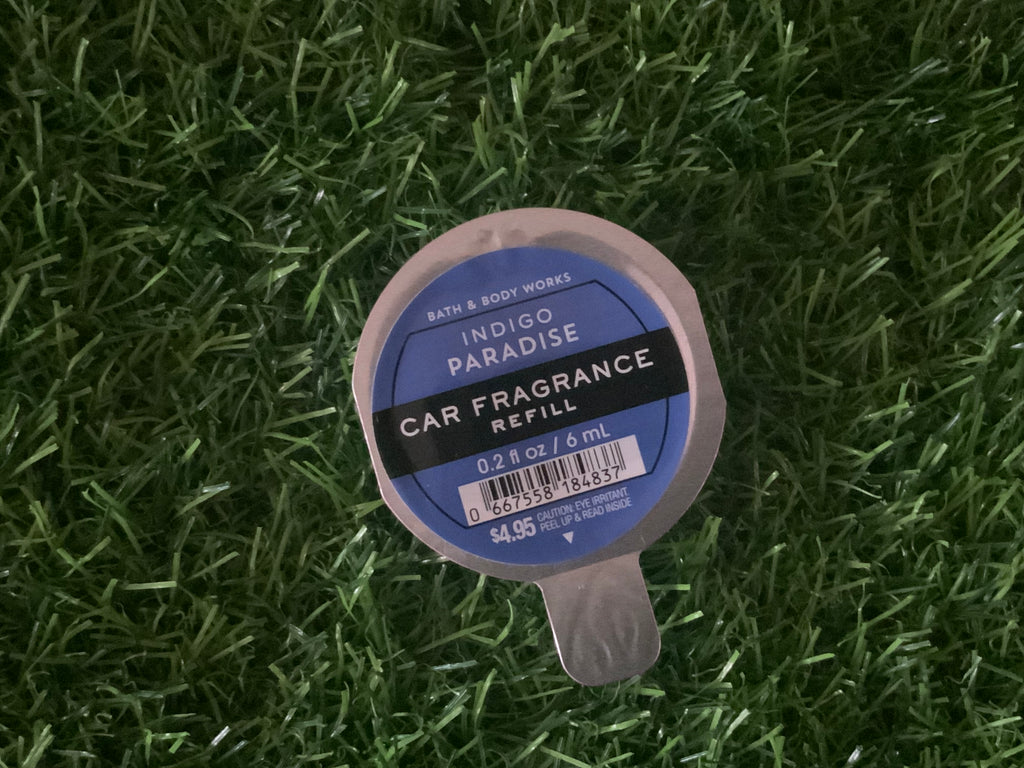 BATH & BODY WORKS
INDIGO
PARADISE
CAR FRAGRANCE
REFILL
0.2 fl oz / 6 mL
0 667558 184837
$4.95 CAUTION: EYE IRRITANT.
PEEL UP & READ INSIDE